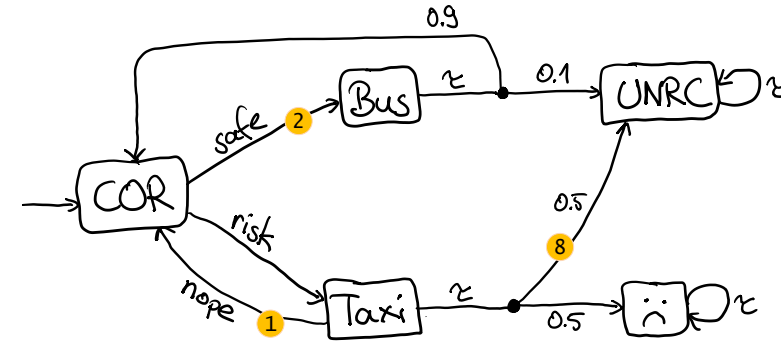 0.9
τ
0.1
Bus
UNRC
τ
safe
2
COR
risk
0.5
8
nope
1
Taxi
τ
0.5
τ